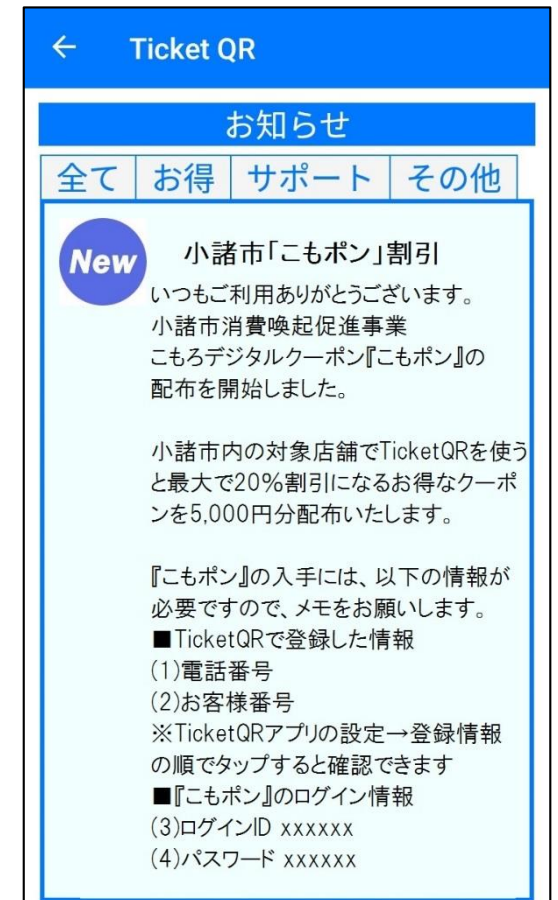 ← Ticket QR
お知らせ
全て お得 サポート その他
New 小諸市「こもポン」割引
いつもご利用ありがとうございます。
小諸市消費喚起促進事業
こもろデジタルクーポン『こもポン』の
配布を開始しました。
小諸市内の対象店舗でTicketQRを使う
と最大で20%割引になるお得なクーポ
ンを5,000円分配布いたします。
『こもポン』の入手には、以下の情報が
必要ですので、メモをお願いします。
■TicketQRで登録した情報
(1)電話番号
(2)お客様番号
※TicketQRアプリの設定→登録情報
の順でタップすると確認できます
■『こもポン』のログイン情報
(3)ログインID xxxxxx
(4)パスワード xxxxxx